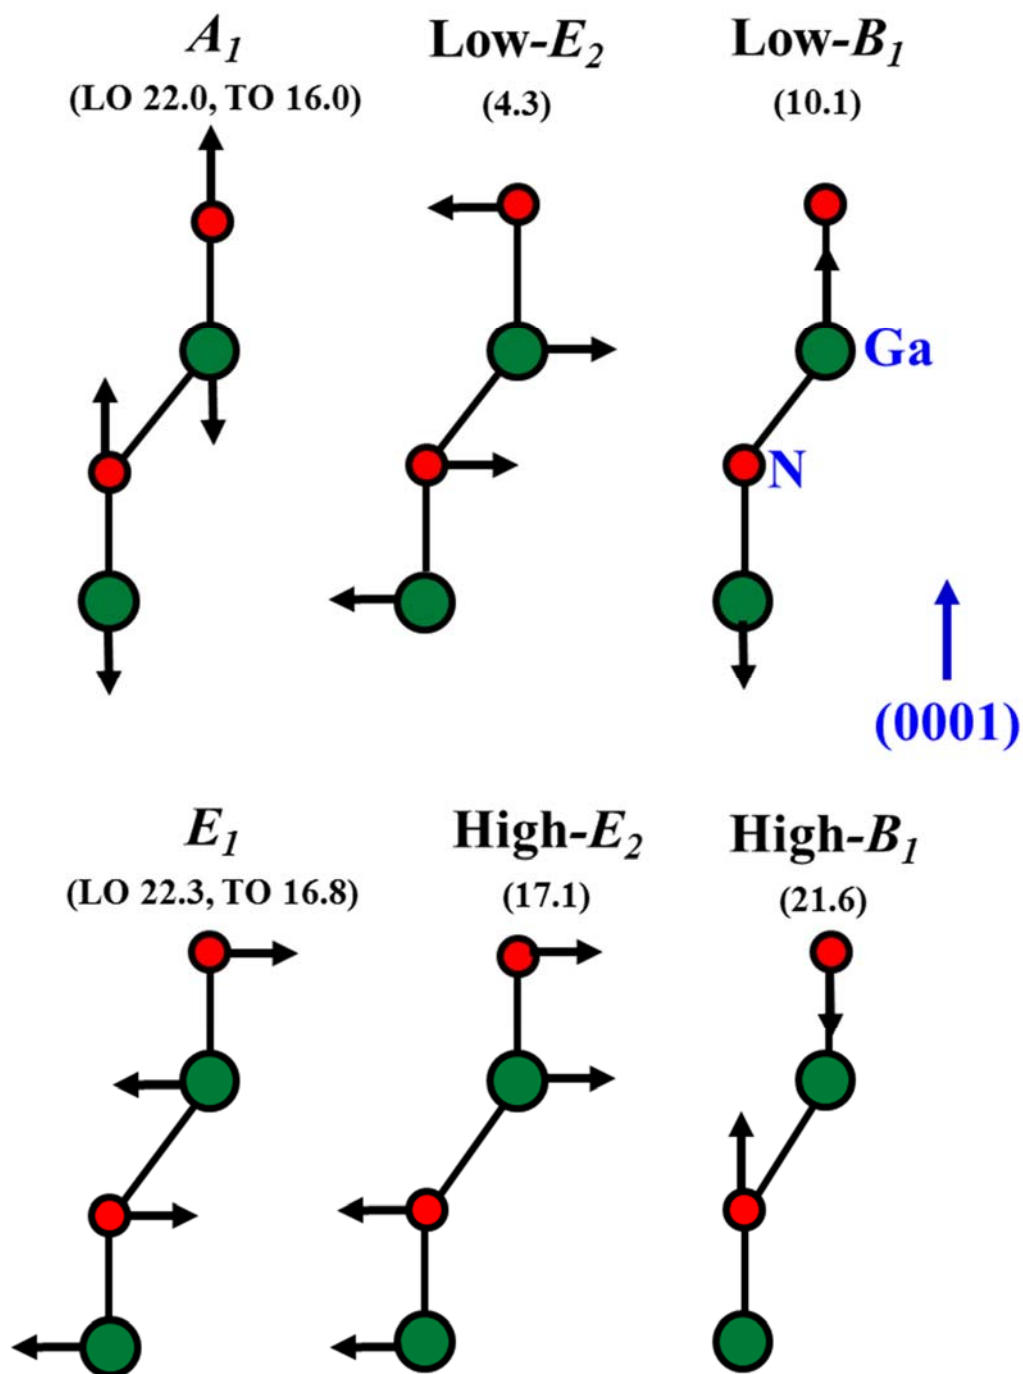 A1
(LO 22.0, TO 16.0)
Low-E2
(4.3)
Low-B1
(10.1)
Ga
N
(0001)
E1
(LO 22.3, TO 16.8)
High-E2
(17.1)
High-B1
(21.6)